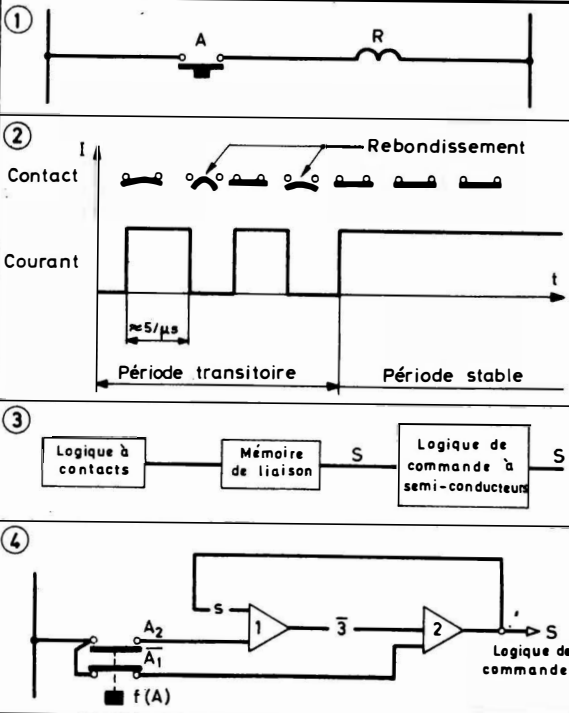 1
A
R
2
I
Contact
Rebondissement
Courant
t
≈5/μs
Période transitoire
Période stable
3
Logique à
contacts
Mémoire
de liaison
S
Logique de
commande à
semi-conducteurs
S
4
s
A₂
1
3̅
2
S
A̅₁
Logique de
commande
f(A)